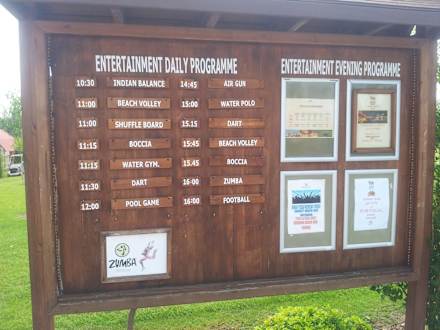 ENTERTAINMENT DAILY PROGRAMME
10:30 INDIAN BALANCE
11:00 BEACH VOLLEY
11:00 SHUFFLE BOARD
11:15 BOCCIA
11:15 WATER GYM.
11:30 DART
12:00 POOL GAME
14:45 AIR GUN
15:00 WATER POLO
15.15 DART
15:45 BEACH VOLLEY
15.45 BOCCIA
16:00 ZUMBA
16:00 FOOTBALL
ZUMBA
ENTERTAINMENT EVENING PROGRAMME